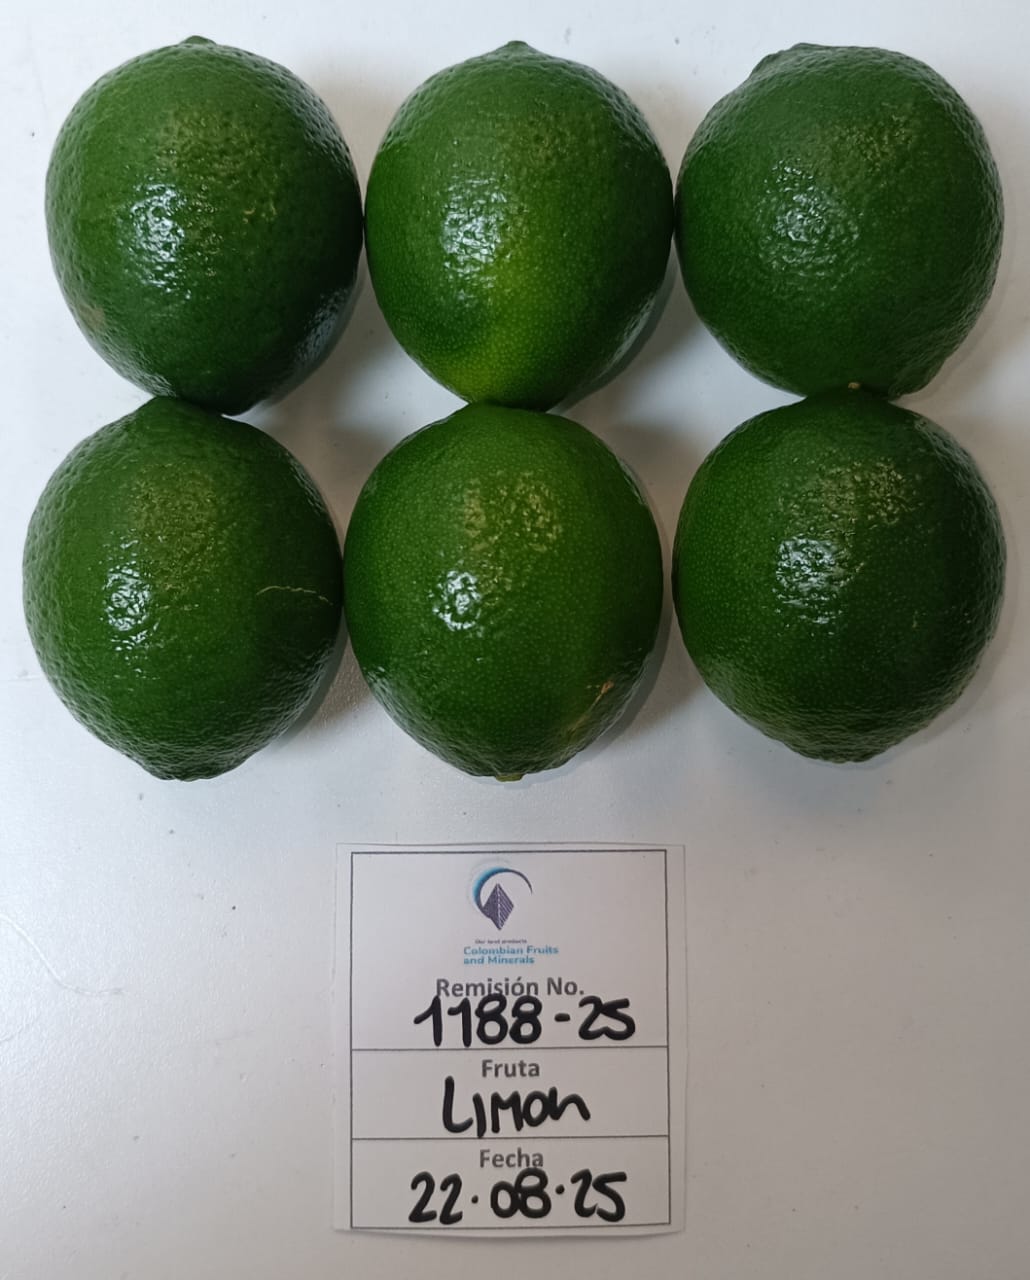 Our land products
Colombian Fruits
and Minerals
Remisión No.
1188-25
Fruta
LIMON
Fecha
22.08.25